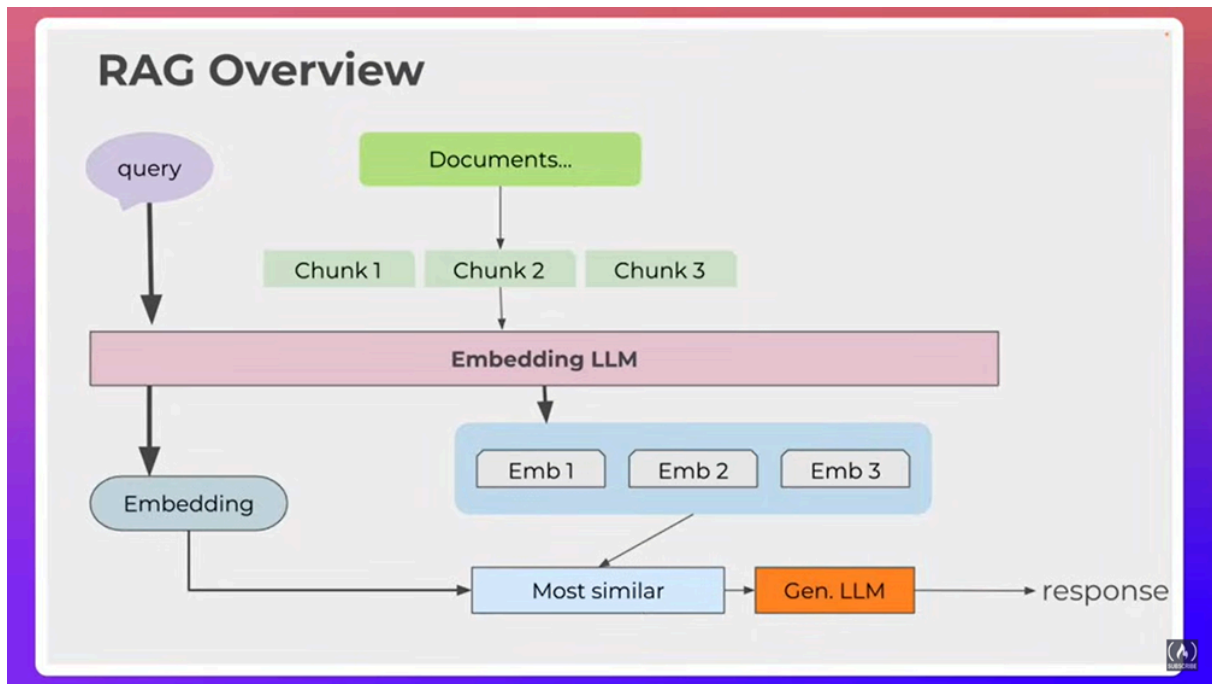 RAG Overview
query
Documents...
Chunk 1
Chunk 2
Chunk 3
Embedding LLM
Emb 1
Emb 2
Emb 3
Embedding
Most similar
Gen. LLM
response
SUBSCRIBE